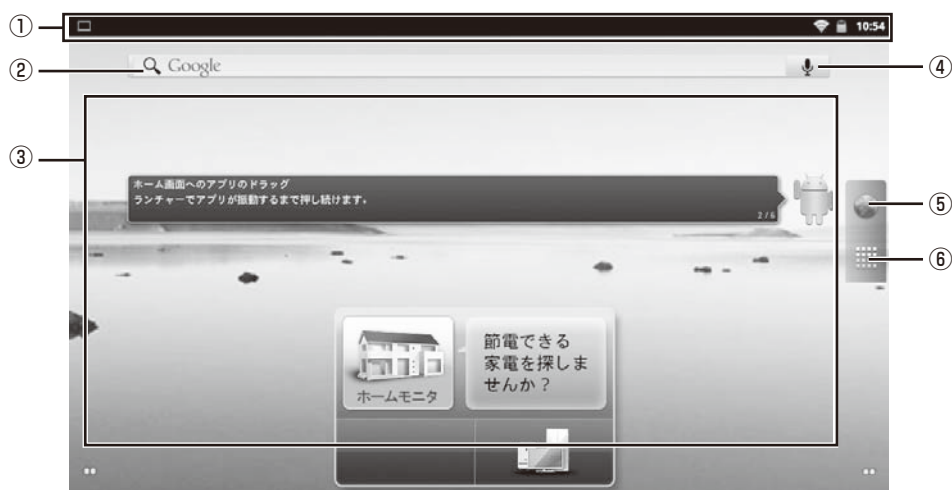 ①
10:54
②
Google
④
③
ホーム画面へのアプリのドラッグ
ランチャーでアプリが振動するまで押し続けます。
2 / 6
⑤
⑥
節電できる
家電を探しま
せんか？
ホームモニタ